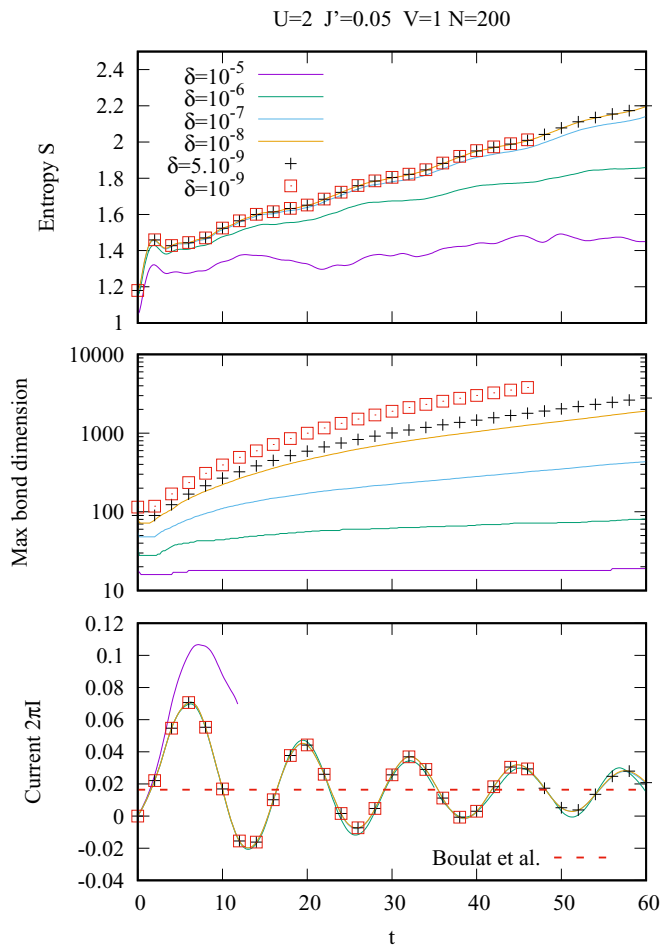 U=2 J'=0.05 V=1 N=200
Entropy S
2.4
2.2
2
1.8
1.6
1.4
1.2
1
δ=10⁻⁵
δ=10⁻⁶
δ=10⁻⁷
δ=10⁻⁸
δ=5.10⁻⁹
δ=10⁻⁹
Max bond dimension
10000
1000
100
10
Current 2πI
0.12
0.1
0.08
0.06
0.04
0.02
0
-0.02
-0.04
Boulat et al.
0 10 20 30 40 50 60
t